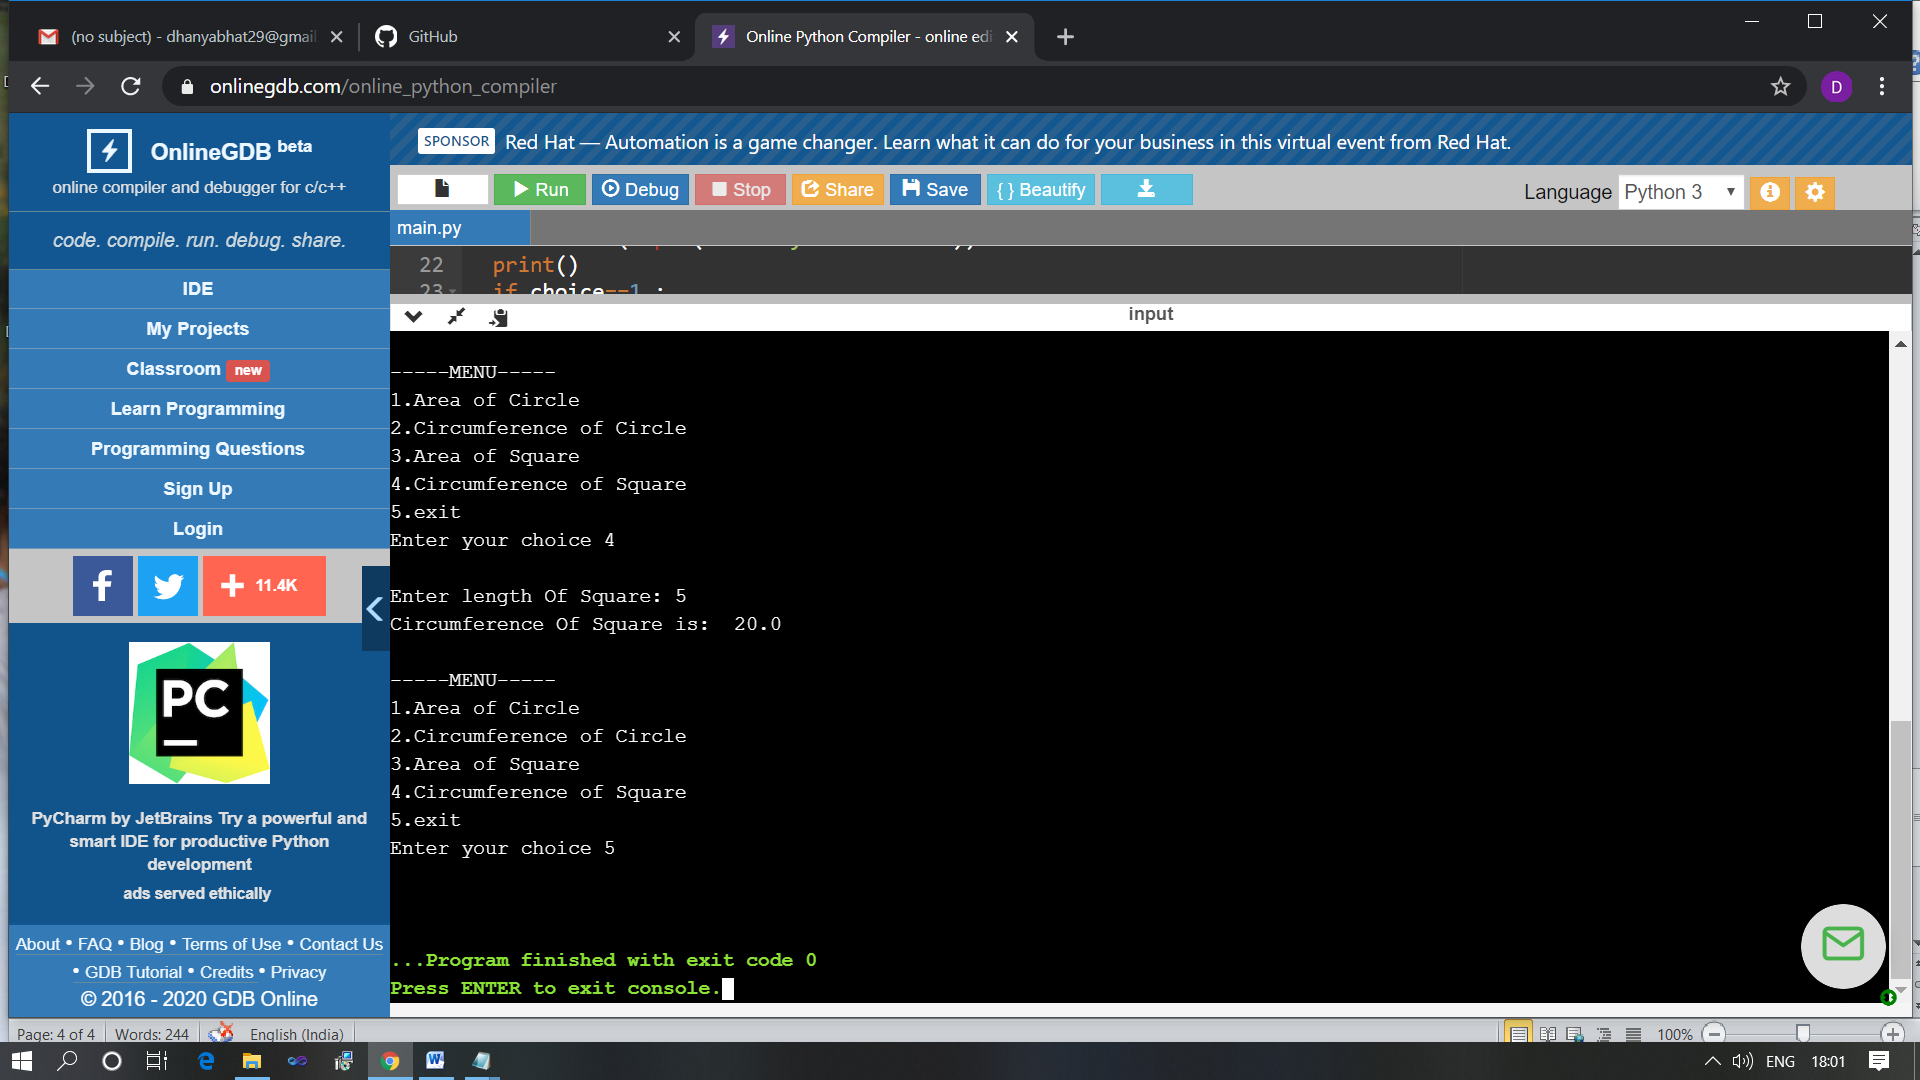 (no subject) - dhanyabhat29@gmail
GitHub
Online Python Compiler - online edi
onlinegdb.com/online_python_compiler
D
OnlineGDB beta
online compiler and debugger for c/c++
code. compile. run. debug. share.
IDE
My Projects
Classroom new
Learn Programming
Programming Questions
Sign Up
Login
11.4K
PC
PyCharm by JetBrains Try a powerful and
smart IDE for productive Python
development
ads served ethically
About • FAQ • Blog • Terms of Use • Contact Us
• GDB Tutorial • Credits • Privacy
© 2016 - 2020 GDB Online
SPONSOR Red Hat — Automation is a game changer. Learn what it can do for your business in this virtual event from Red Hat.
Run Debug Stop Share Save { } Beautify
Language Python 3
main.py
22 print()
23 if choice==1 :
input
-----MENU-----
1.Area of Circle
2.Circumference of Circle
3.Area of Square
4.Circumference of Square
5.exit
Enter your choice 4
Enter length Of Square: 5
Circumference Of Square is:  20.0
-----MENU-----
1.Area of Circle
2.Circumference of Circle
3.Area of Square
4.Circumference of Square
5.exit
Enter your choice 5
...Program finished with exit code 0
Press ENTER to exit console.
Page: 4 of 4 Words: 244 English (India) 100%
ENG 18:01